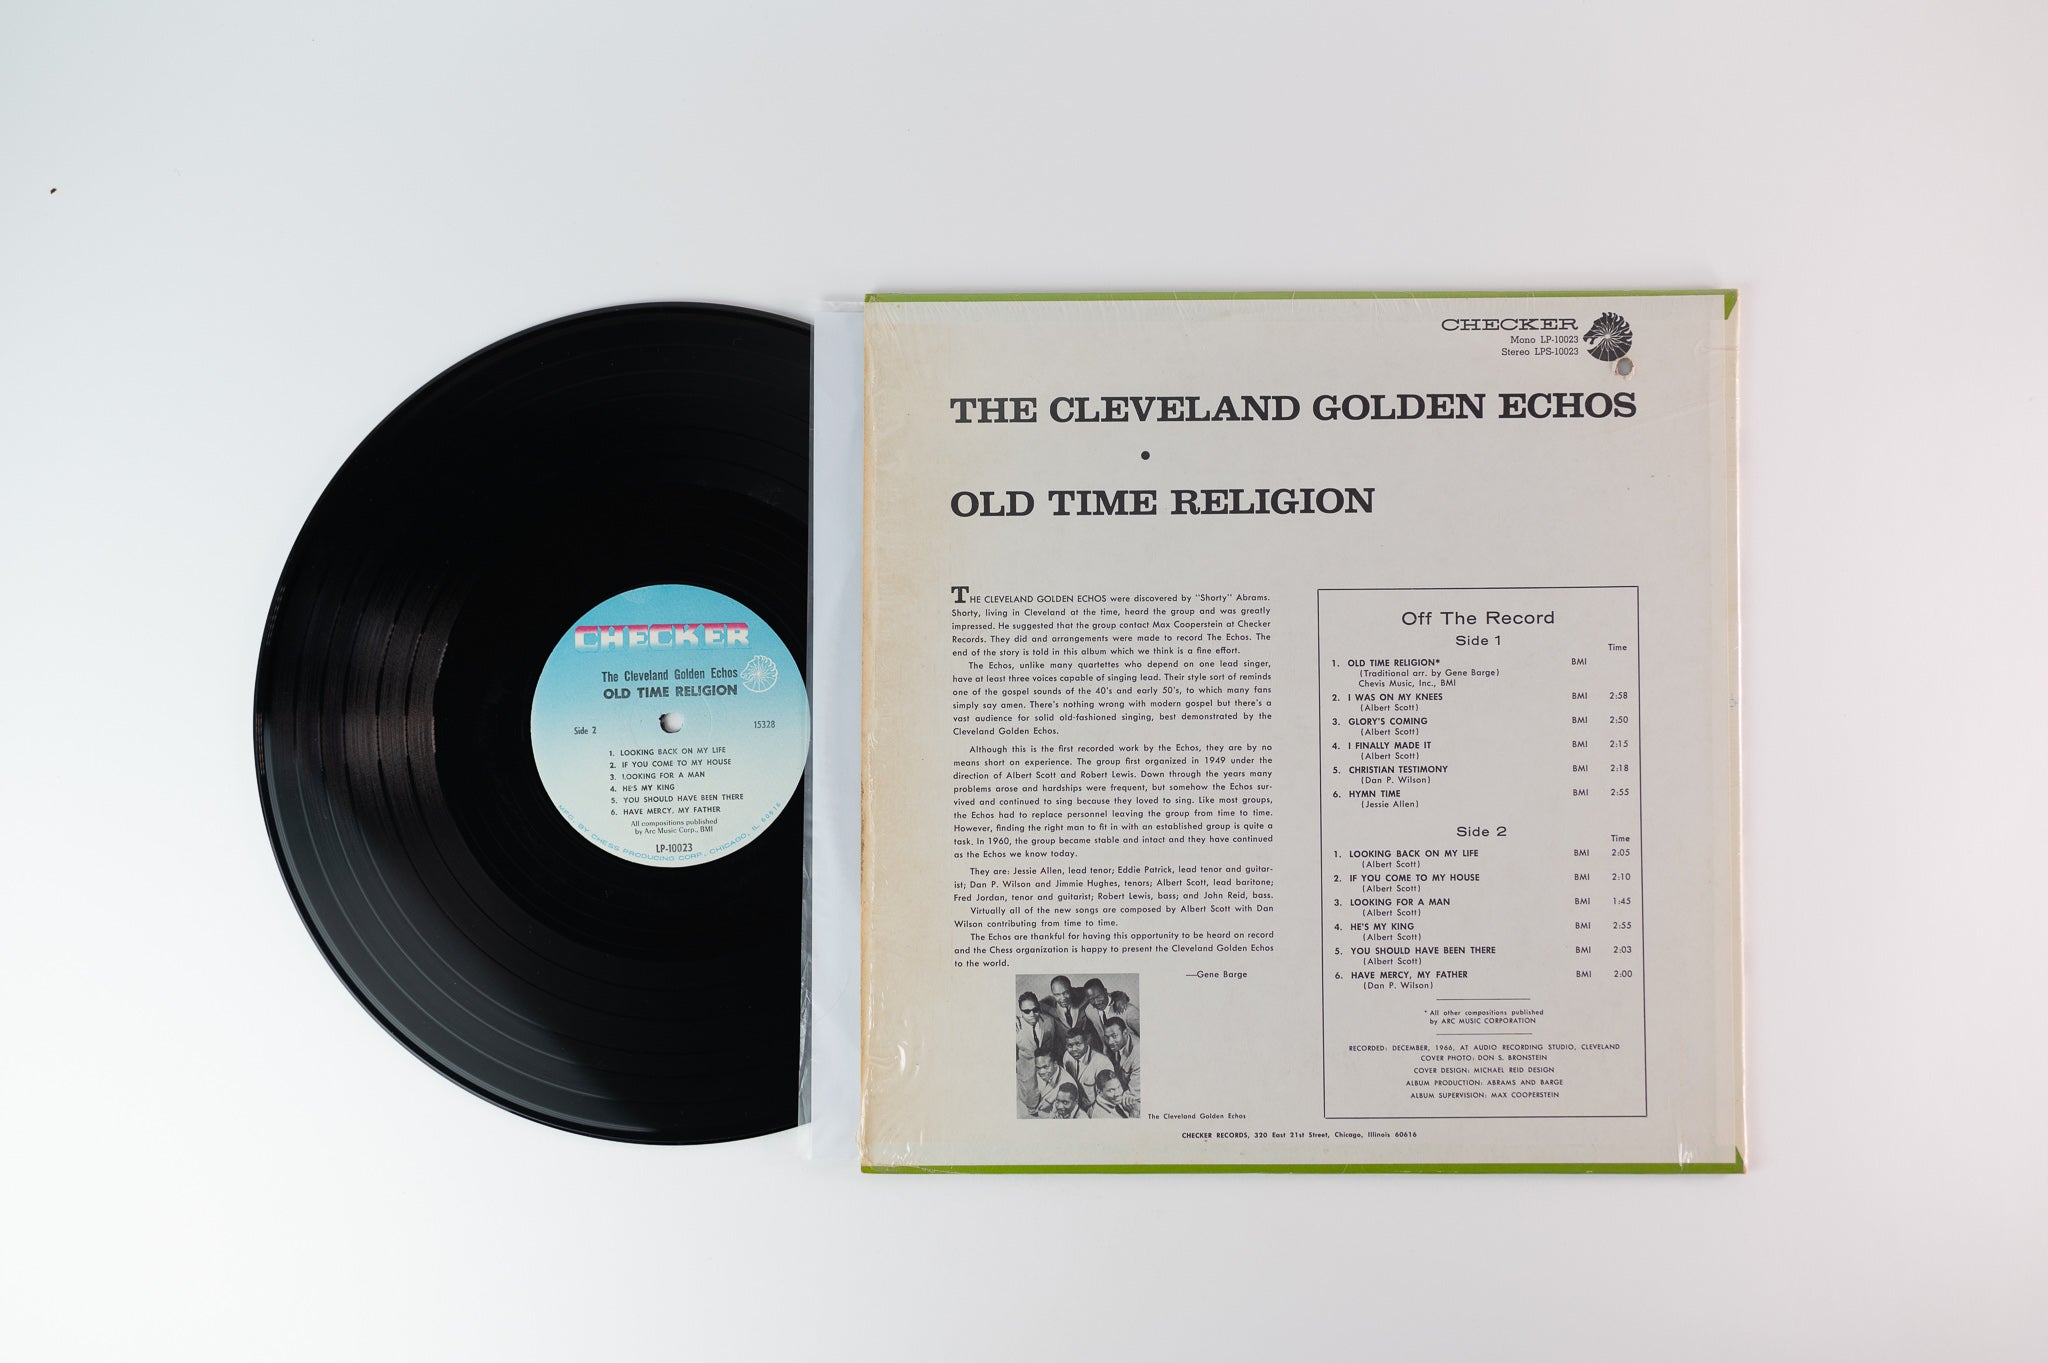 CHECKER
The Cleveland Golden Echos
OLD TIME RELIGION
Side 2
15328
1. LOOKING BACK ON MY LIFE
2. IF YOU COME TO MY HOUSE
3. LOOKING FOR A MAN
4. HE'S MY KING
5. YOU SHOULD HAVE BEEN THERE
6. HAVE MERCY, MY FATHER
All compositions published
by Arc Music Corp., BMI
LP-10023
MFG. BY CHESS PRODUCING CORP., CHICAGO, IL 60616
CHECKER
Mono LP-10023
Stereo LPS-10023
THE CLEVELAND GOLDEN ECHOS
•
OLD TIME RELIGION
THE CLEVELAND GOLDEN ECHOS were discovered by "Shorty" Abrams.
Shorty, living in Cleveland at the time, heard the group and was greatly
impressed. He suggested that the group contact Max Cooperstein at Checker
Records. They did and arrangements were made to record The Echos. The
end of the story is told in this album which we think is a fine effort.
The Echos, unlike many quartettes who depend on one lead singer,
have at least three voices capable of singing lead. Their style sort of reminds
one of the gospel sounds of the 40's and early 50's, to which many fans
simply say amen. There's nothing wrong with modern gospel but there's a
vast audience for solid old-fashioned singing, best demonstrated by the
Cleveland Golden Echos.
Although this is the first recorded work by the Echos, they are by no
means short on experience. The group first organized in 1949 under the
direction of Albert Scott and Robert Lewis. Down through the years many
problems arose and hardships were frequent, but somehow the Echos sur-
vived and continued to sing because they loved to sing. Like most groups,
the Echos had to replace personnel leaving the group from time to time.
However, finding the right man to fit in with an established group is quite a
task. In 1960, the group became stable and intact and they have continued
as the Echos we know today.
They are: Jessie Allen, lead tenor; Eddie Patrick, lead tenor and guitar-
ist; Dan P. Wilson and Jimmie Hughes, tenors; Albert Scott, lead baritone;
Fred Jordan, tenor and guitarist; Robert Lewis, bass; and John Reid, bass.
Virtually all of the new songs are composed by Albert Scott with Dan
Wilson contributing from time to time.
The Echos are thankful for having this opportunity to be heard on record
and the Chess organization is happy to present the Cleveland Golden Echos
to the world.
—Gene Barge
The Cleveland Golden Echos
Off The Record
Side 1
Time
1. OLD TIME RELIGION* BMI
(Traditional arr. by Gene Barge)
Chevis Music, Inc., BMI
2. I WAS ON MY KNEES BMI 2:58
(Albert Scott)
3. GLORY'S COMING BMI 2:50
(Albert Scott)
4. I FINALLY MADE IT BMI 2:15
(Albert Scott)
5. CHRISTIAN TESTIMONY BMI 2:18
(Dan P. Wilson)
6. HYMN TIME BMI 2:55
(Jessie Allen)
Side 2
Time
1. LOOKING BACK ON MY LIFE BMI 2:05
(Albert Scott)
2. IF YOU COME TO MY HOUSE BMI 2:10
(Albert Scott)
3. LOOKING FOR A MAN BMI 1:45
(Albert Scott)
4. HE'S MY KING BMI 2:55
(Albert Scott)
5. YOU SHOULD HAVE BEEN THERE BMI 2:03
(Albert Scott)
6. HAVE MERCY, MY FATHER BMI 2:00
(Dan P. Wilson)
* All other compositions published
by ARC MUSIC CORPORATION
RECORDED: DECEMBER, 1966, AT AUDIO RECORDING STUDIO, CLEVELAND
COVER PHOTO: DON S. BRONSTEIN
COVER DESIGN: MICHAEL REID DESIGN
ALBUM PRODUCTION: ABRAMS AND BARGE
ALBUM SUPERVISION: MAX COOPERSTEIN
CHECKER RECORDS, 320 East 21st Street, Chicago, Illinois 60616